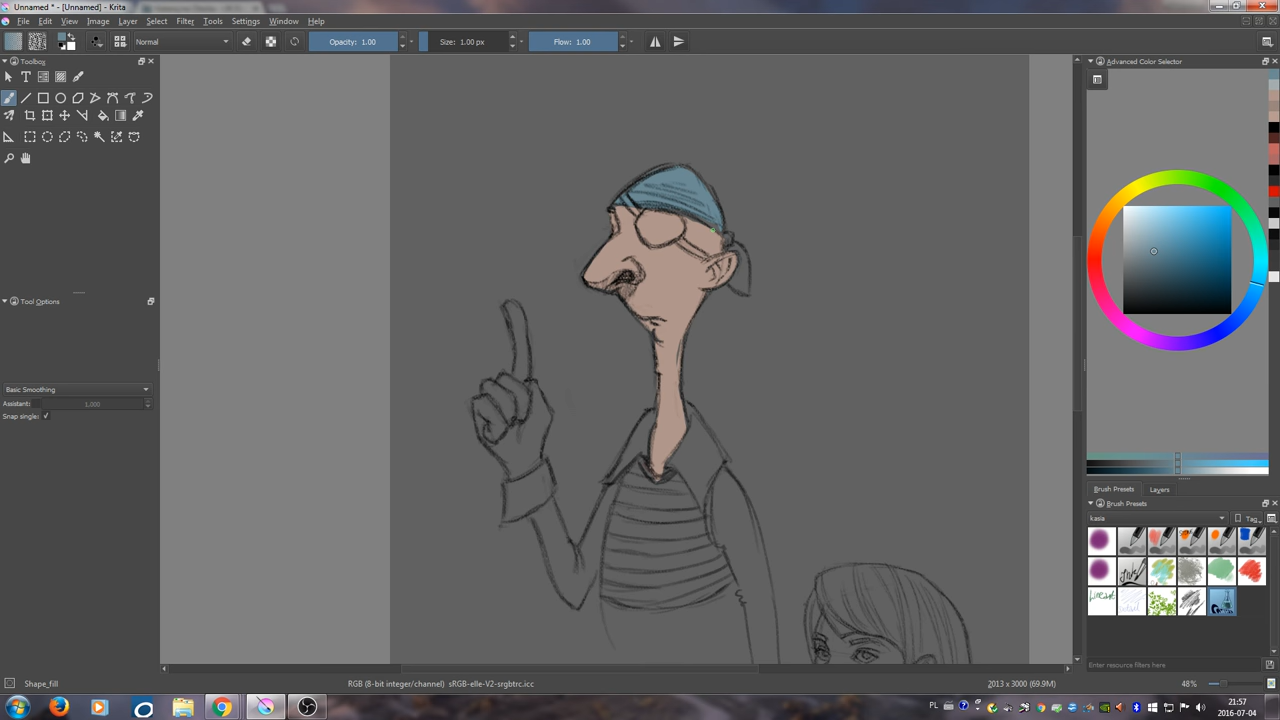 Unnamed * - [Unnamed] - Krita
File Edit View Image Layer Select Filter Tools Settings Window Help
Normal
Opacity: 1.00
Size: 1.00 px
Flow: 1.00
Toolbox
Advanced Color Selector
Tool Options
Basic Smoothing
Assistant:
1,000
Snap single:
Brush Presets
Layers
Brush Presets
kasia
Tag
Enter resource filters here
Shape_fill
RGB (8-bit integer/channel) sRGB-elle-V2-srgbtrc.icc
2013 x 3000 (69.9M)
48%
PL
21:57
2016-07-04